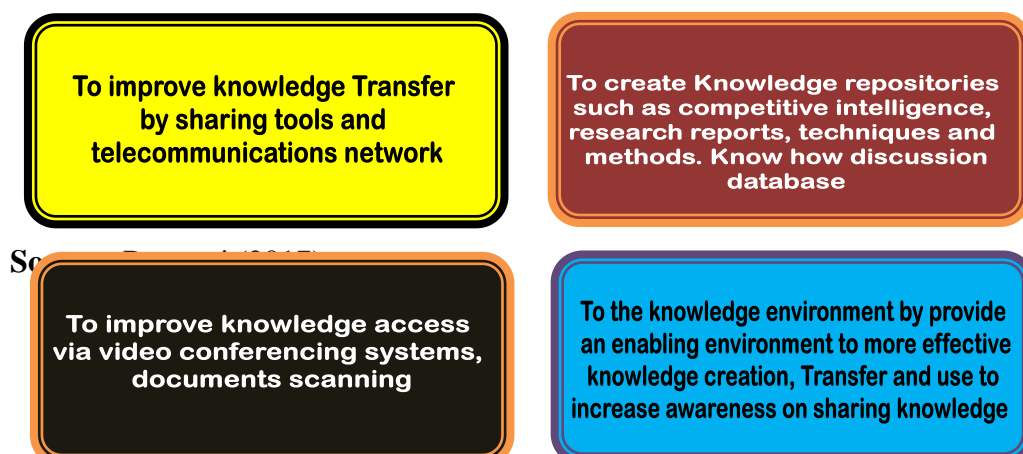 To improve knowledge Transfer
by sharing tools and
telecommunications network
To create Knowledge repositories
such as competitive intelligence,
research reports, techniques and
methods. Know how discussion
database
To improve knowledge access
via video conferencing systems,
documents scanning
To the knowledge environment by provide
an enabling environment to more effective
knowledge creation, Transfer and use to
increase awareness on sharing knowledge